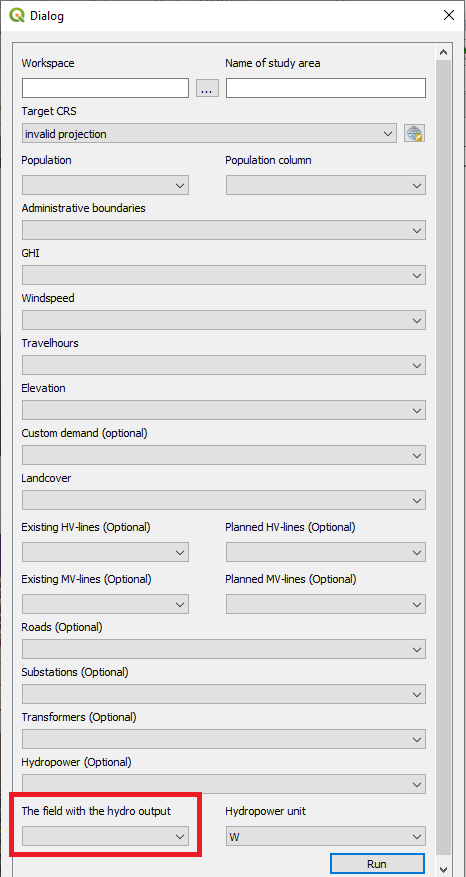 Dialog
Workspace
Name of study area
...
Target CRS
invalid projection
Population
Population column
Administrative boundaries
GHI
Windspeed
Travelhours
Elevation
Custom demand (optional)
Landcover
Existing HV-lines (Optional)
Planned HV-lines (Optional)
Existing MV-lines (Optional)
Planned MV-lines (Optional)
Roads (Optional)
Substations (Optional)
Transformers (Optional)
Hydropower (Optional)
The field with the hydro output
Hydropower unit
W
Run